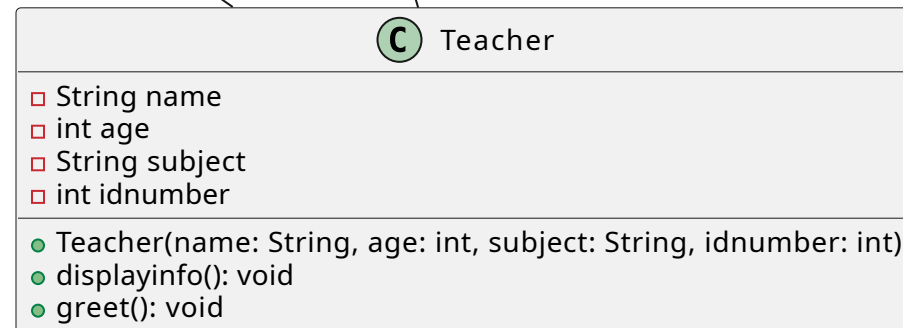 C Teacher
String name
int age
String subject
int idnumber
Teacher(name: String, age: int, subject: String, idnumber: int)
displayinfo(): void
greet(): void